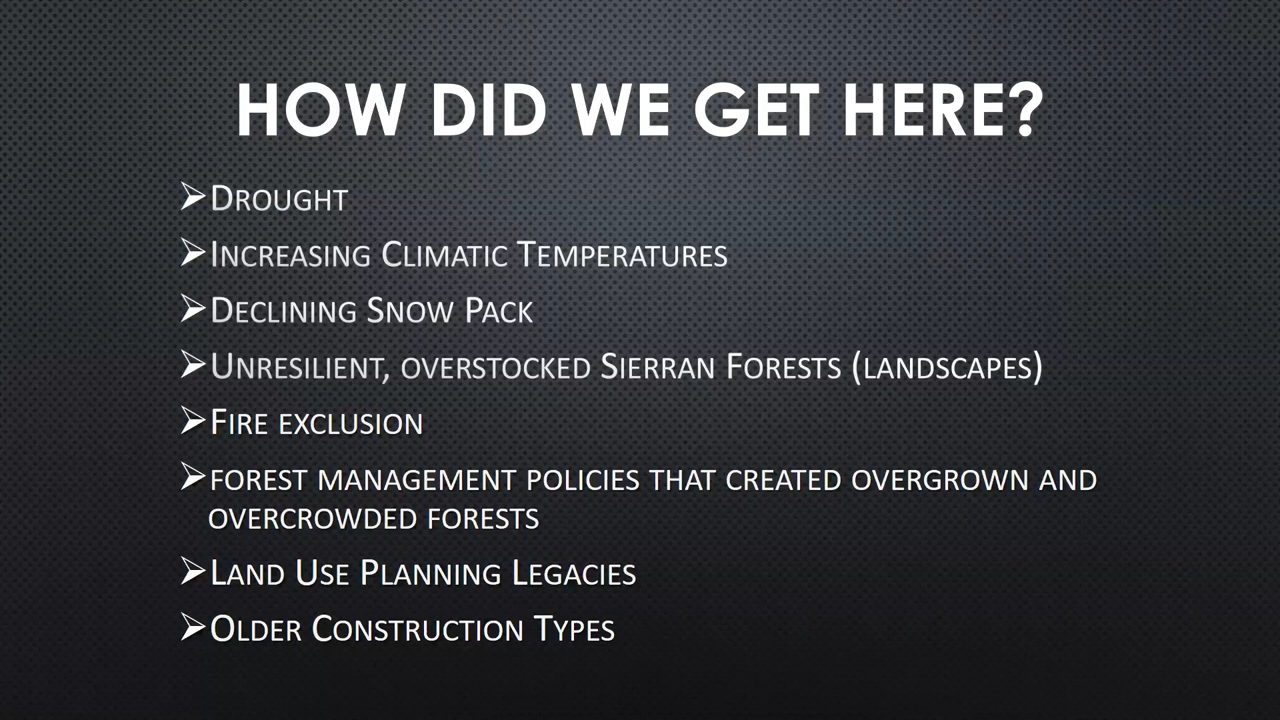 HOW DID WE GET HERE?
➢Drought
➢Increasing Climatic Temperatures
➢Declining Snow Pack
➢Unresilient, overstocked Sierran Forests (landscapes)
➢Fire exclusion
➢forest management policies that created overgrown and
overcrowded forests
➢Land Use Planning Legacies
➢Older Construction Types